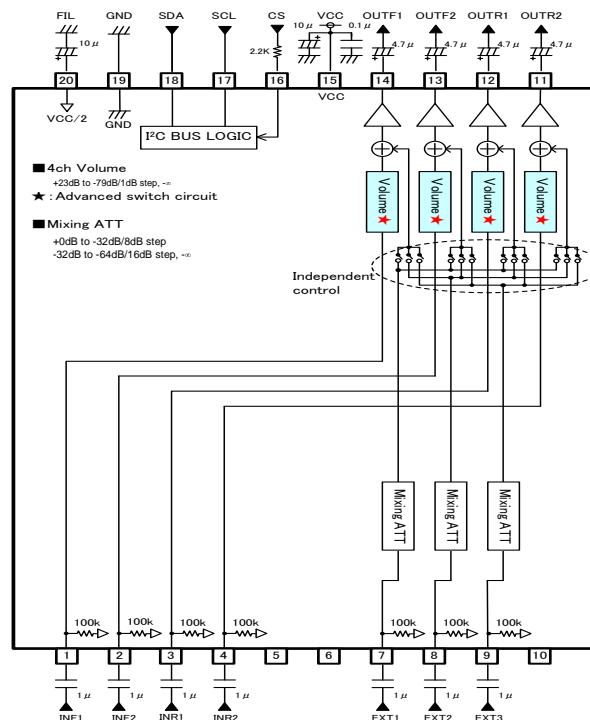 FIL GND SDA SCL CS VCC OUTF1 OUTF2 OUTR1 OUTR2
10μ 2.2K 10μ 0.1μ 4.7μ 4.7μ 4.7μ 4.7μ
+ + + + + +
20 19 18 17 16 15 14 13 12 11
VCC/2 GND VCC
I²C BUS LOGIC
■4ch Volume
+23dB to -79dB/1dB step, -∞
★:Advanced switch circuit
Volume★ Volume★ Volume★ Volume★
■Mixing ATT
+0dB to -32dB/8dB step
-32dB to -64dB/16dB step, -∞
Independent
control
Mixing ATT Mixing ATT Mixing ATT
100k 100k 100k 100k 100k 100k 100k
1 2 3 4 5 6 7 8 9 10
1μ 1μ 1μ 1μ 1μ 1μ 1μ
INF1 INF2 INR1 INR2 EXT1 EXT2 EXT3